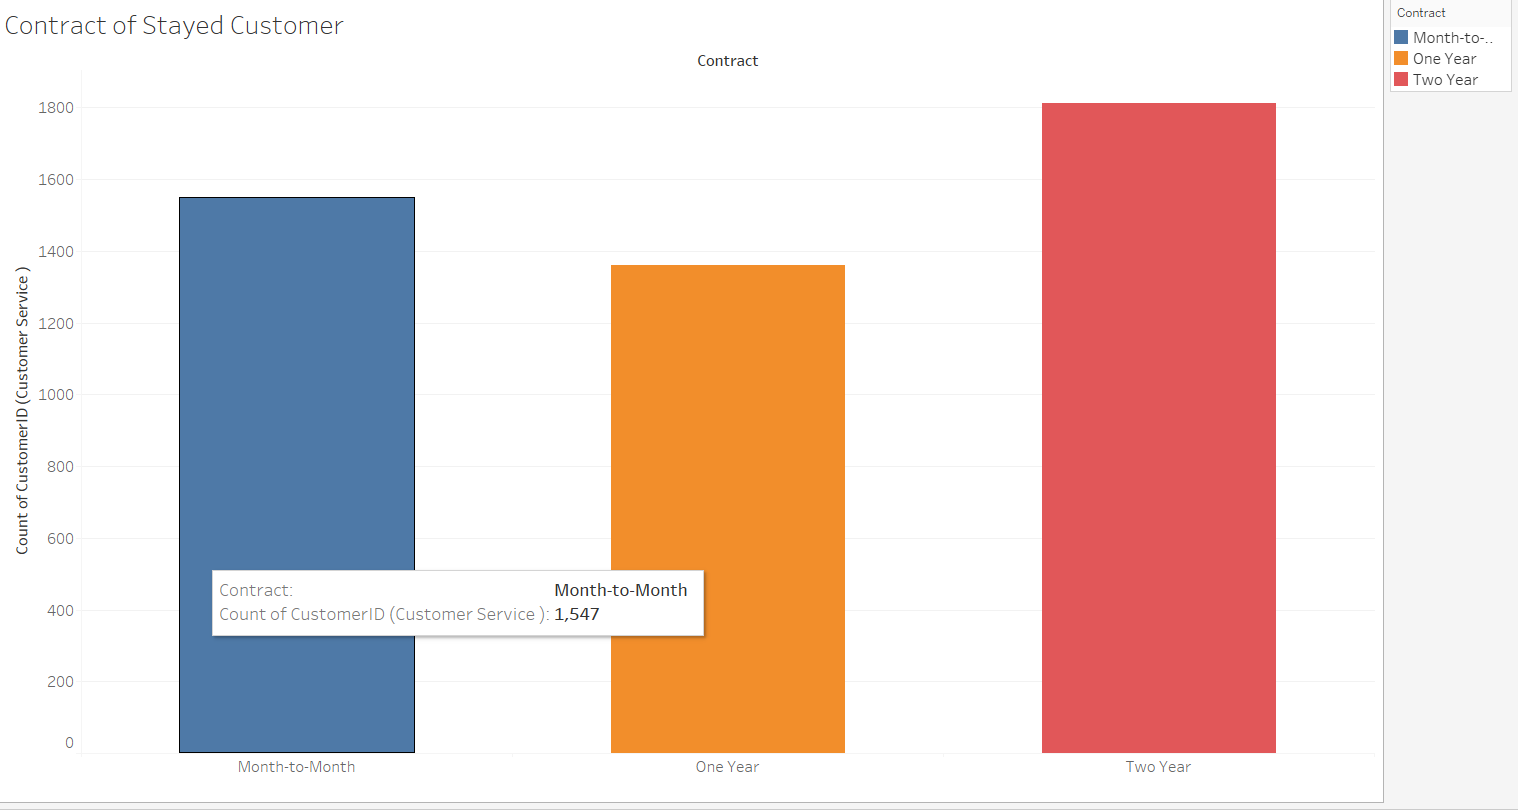 Contract of Stayed Customer
Contract
Month-to-..
One Year
Two Year
Contract
Count of CustomerID (Customer Service )
1800
1600
1400
1200
1000
800
600
400
200
0
Contract: Month-to-Month
Count of CustomerID (Customer Service ): 1,547
Month-to-Month
One Year
Two Year